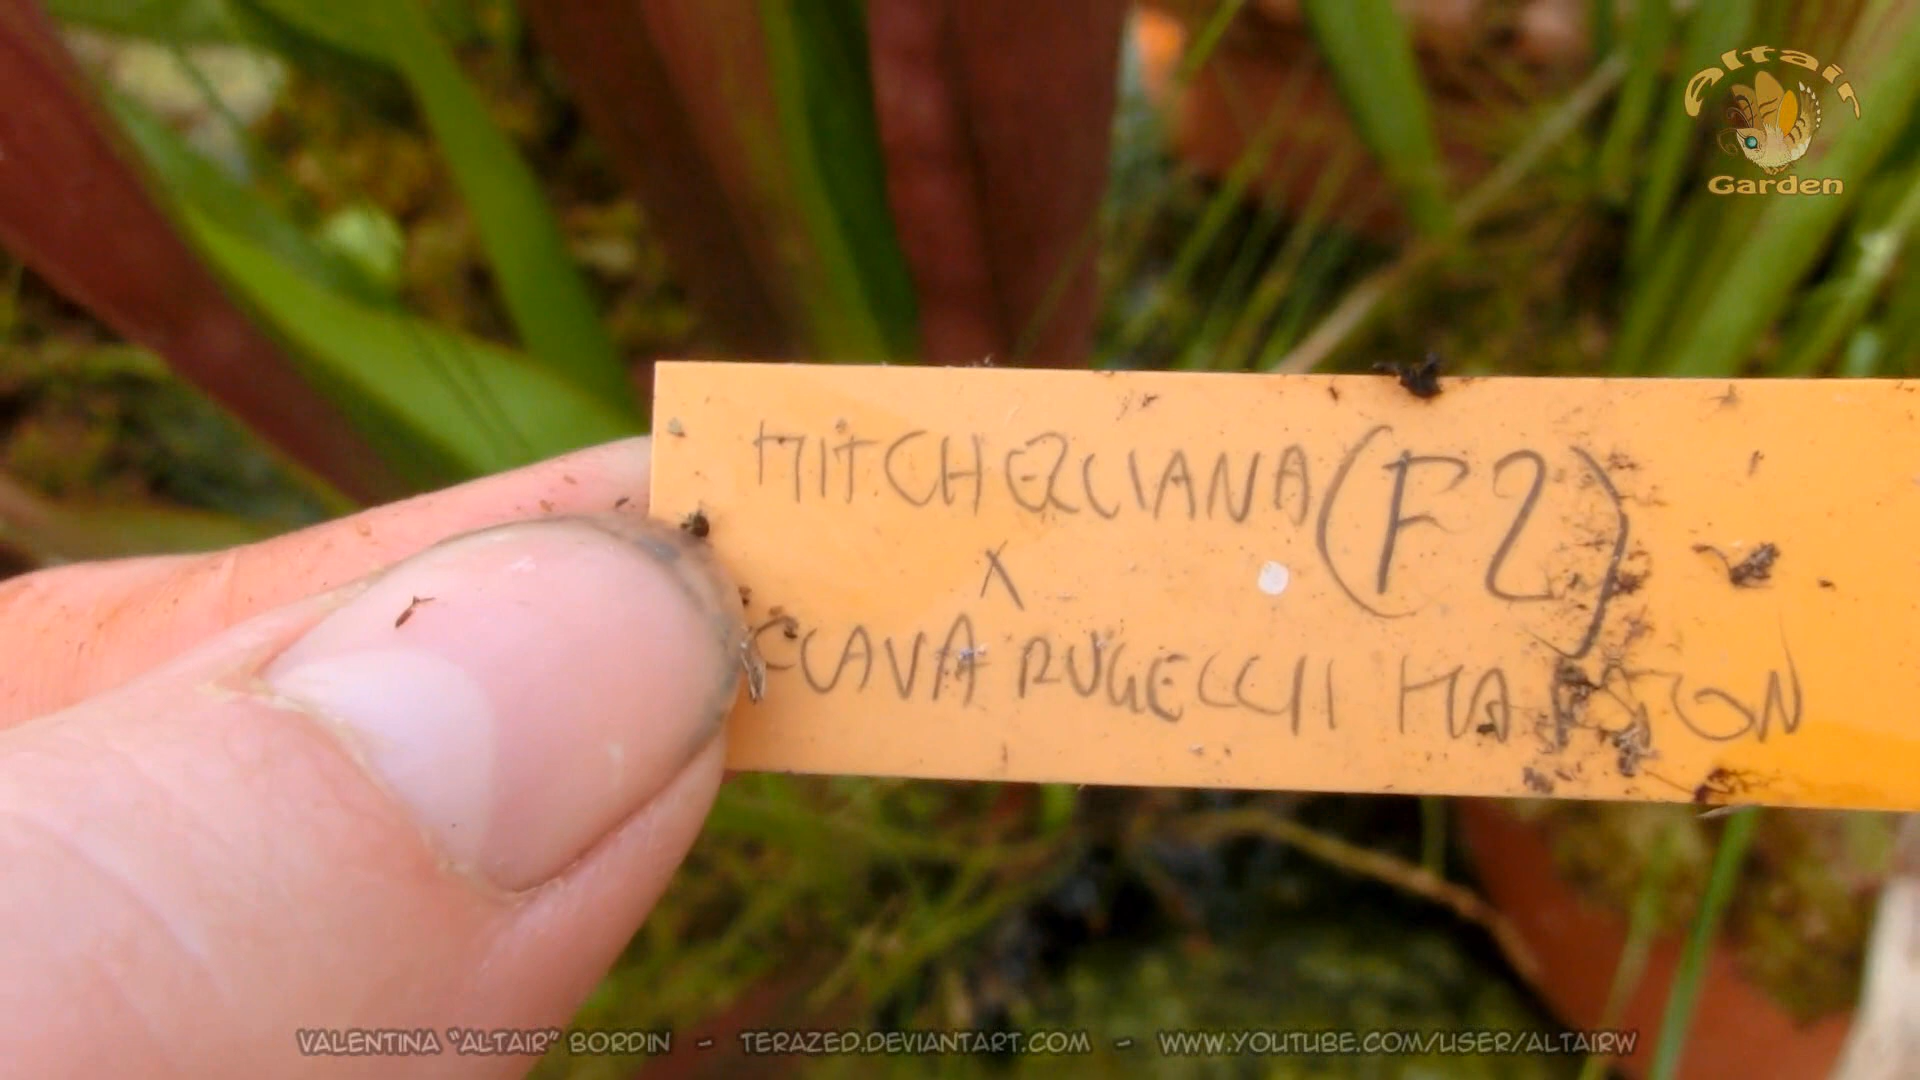 Altair
Garden
MITCHELLIANA (F2)
X
CLAVA RUGELLII
VALENTINA "ALTAIR" BORDIN - TERAZED.DEVIANTART.COM - WWW.YOUTUBE.COM/USER/ALTAIRW